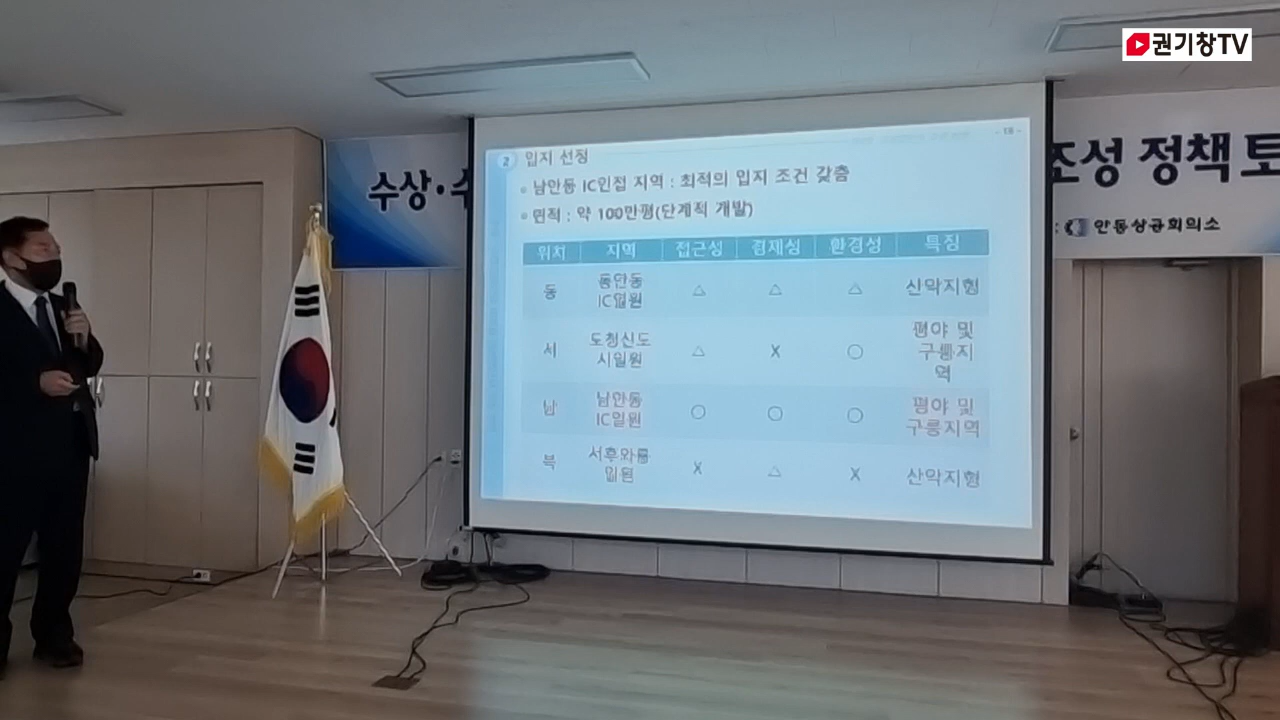 권기창TV
수상·수
조성 정책 토
: 안동상공회의소
- 18 -
2 입지 선정
남안동 IC인접 지역 : 최적의 입지 조건 갖춤
면적 : 약 100만평(단계적 개발)
위치 지역 접근성 경제성 환경성 특징
동 동안동 IC일원 △ △ △ 산악지형
서 도청신도시일원 △ X ○ 평야 및 구릉지역
남 남안동 IC일원 ○ ○ ○ 평야 및 구릉지역
북 서후와룡 일원 X △ X 산악지형